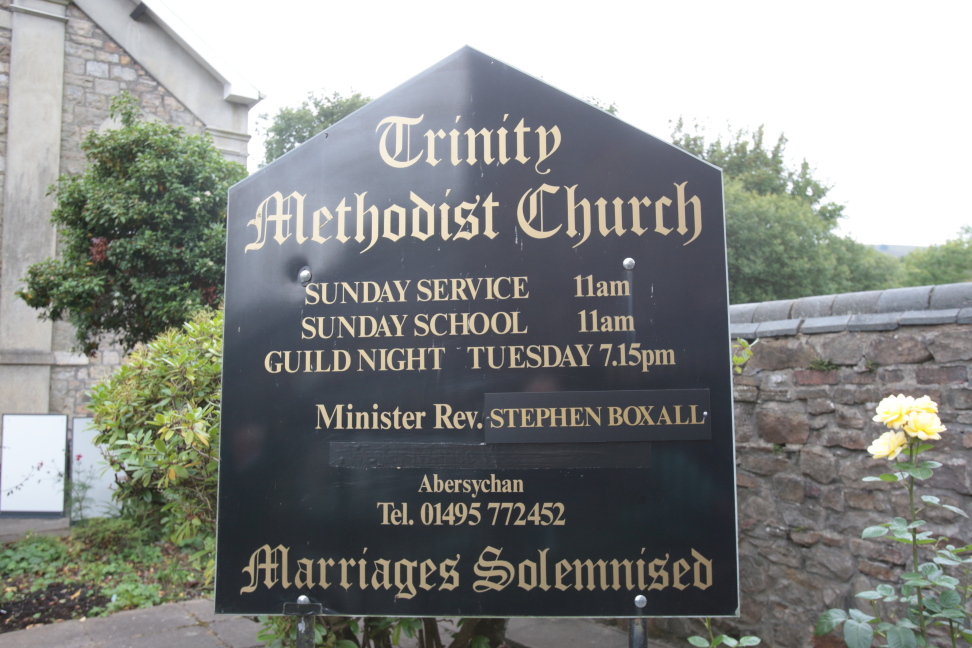 Trinity
Methodist Church
SUNDAY SERVICE 11am
SUNDAY SCHOOL 11am
GUILD NIGHT TUESDAY 7.15pm
Minister Rev. STEPHEN BOXALL
Abersychan
Tel. 01495 772452
Marriages Solemnised